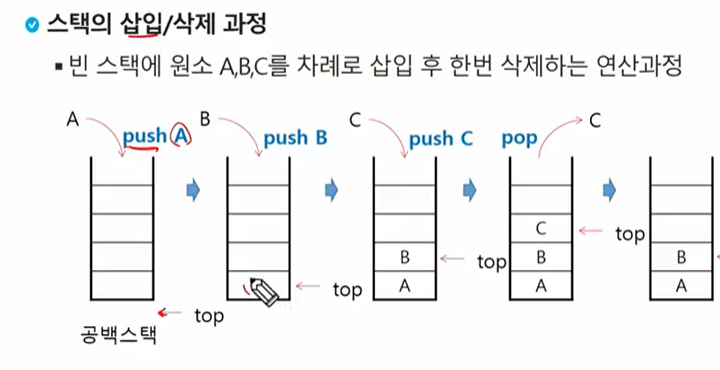 스택의 삽입/삭제 과정
빈 스택에 원소 A,B,C를 차례로 삽입 후 한번 삭제하는 연산과정
A B C C
push A push B push C pop
C top
B top B B
top A A A
top
공백스택